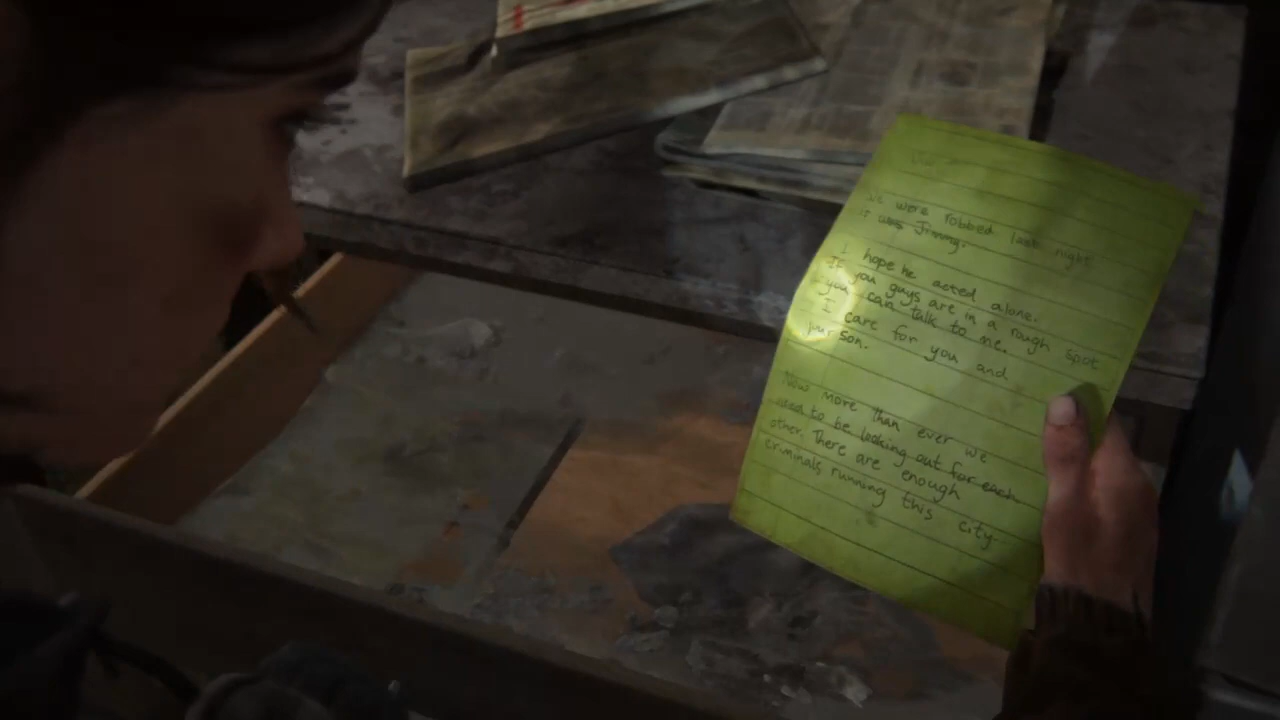 We were robbed last night
it was Jimmy.
I hope he acted alone.
If you guys are in a rough spot
you can talk to me.
I care for you and
your son.
Now more than ever we
need to be looking out for each
other. There are enough
criminals running this city.